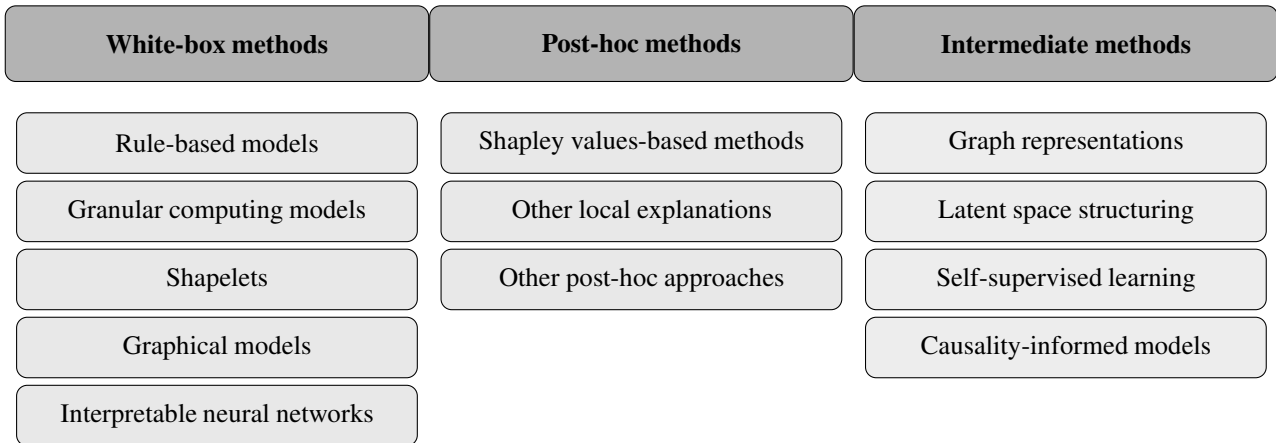 White-box methods
Post-hoc methods
Intermediate methods
Rule-based models
Shapley values-based methods
Graph representations
Granular computing models
Other local explanations
Latent space structuring
Shapelets
Other post-hoc approaches
Self-supervised learning
Graphical models
Causality-informed models
Interpretable neural networks